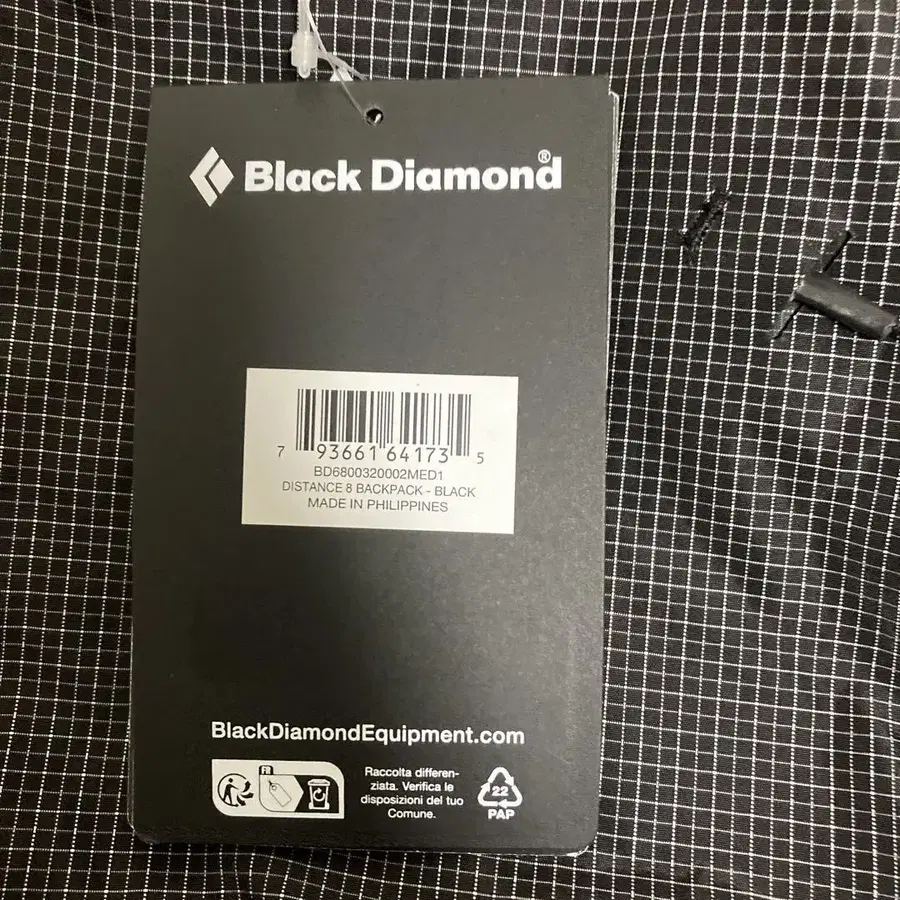 Black Diamond®
7 93661 64173 5
BD6800320002MED1
DISTANCE 8 BACKPACK - BLACK
MADE IN PHILIPPINES
BlackDiamondEquipment.com
FR
Raccolta differen-
ziata. Verifica le
disposizioni del tuo
Comune.
22
PAP